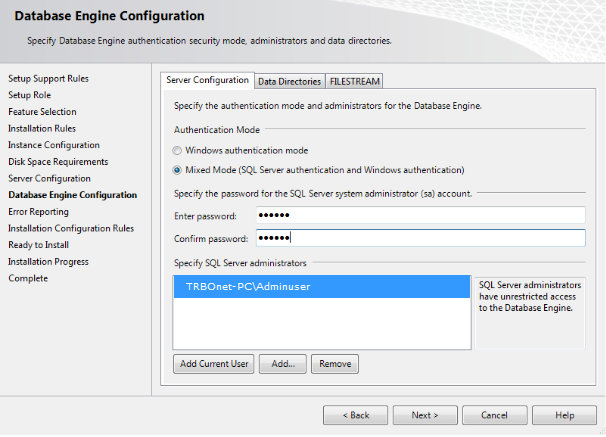 Database Engine Configuration
Specify Database Engine authentication security mode, administrators and data directories.
Setup Support Rules
Setup Role
Feature Selection
Installation Rules
Instance Configuration
Disk Space Requirements
Server Configuration
Database Engine Configuration
Error Reporting
Installation Configuration Rules
Ready to Install
Installation Progress
Complete
Server Configuration Data Directories FILESTREAM
Specify the authentication mode and administrators for the Database Engine.
Authentication Mode
Windows authentication mode
Mixed Mode (SQL Server authentication and Windows authentication)
Specify the password for the SQL Server system administrator (sa) account.
Enter password: ●●●●●●
Confirm password: ●●●●●●
Specify SQL Server administrators
TRBOnet-PC\Adminuser
SQL Server administrators
have unrestricted access
to the Database Engine.
Add Current User Add... Remove
< Back Next > Cancel Help